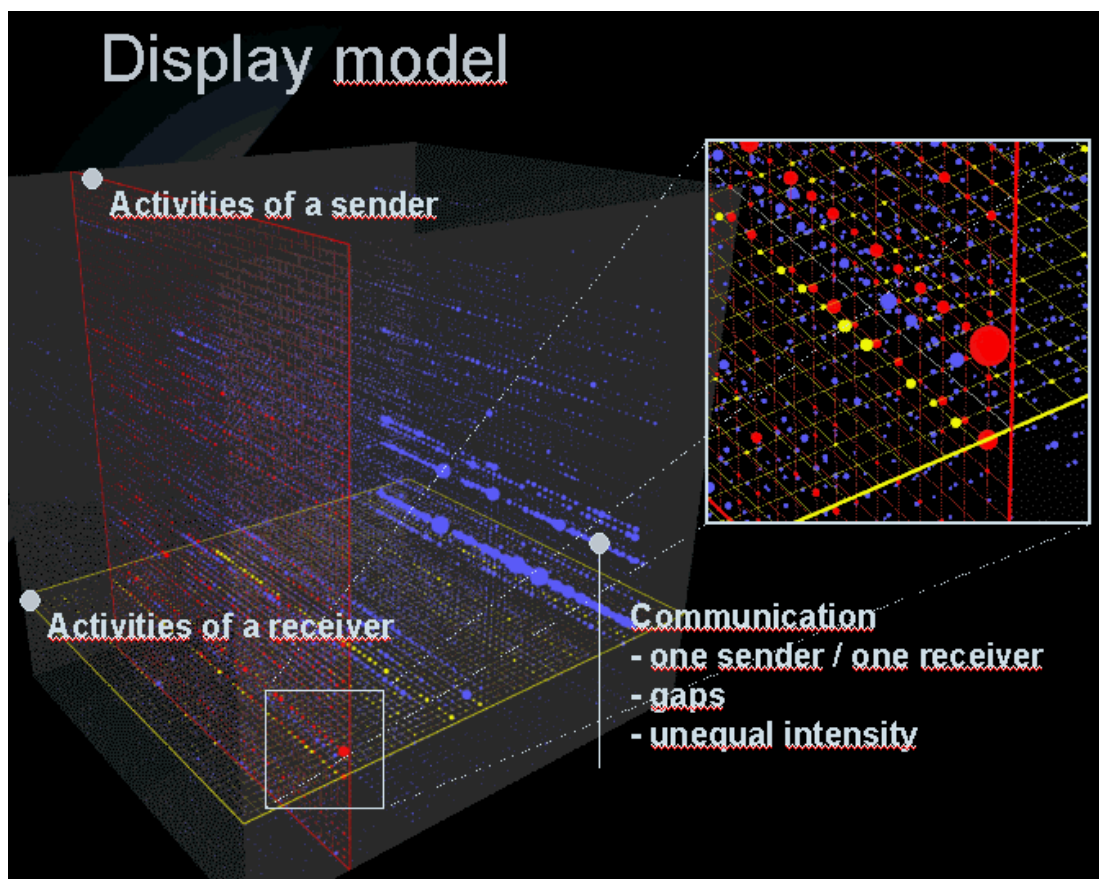 Display model
Activities of a sender
Activities of a receiver
Communication
- one sender / one receiver
- gaps
- unequal intensity